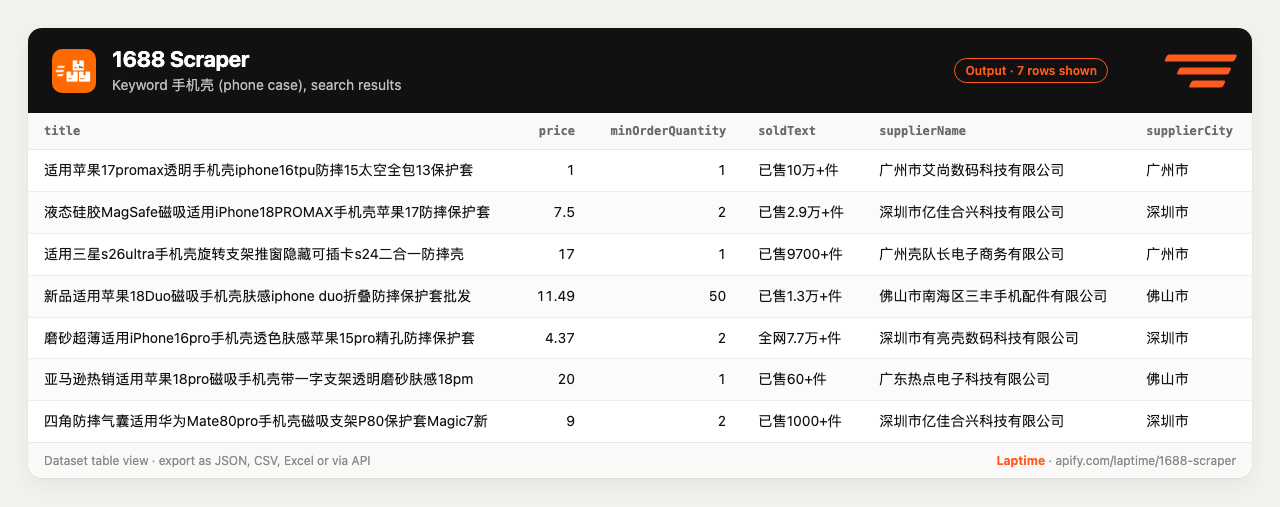 1688 Scraper
Keyword 手机壳 (phone case), search results
Output · 7 rows shown
title price minOrderQuantity soldText supplierName supplierCity
适用苹果17promax透明手机壳iphone16tpu防摔15太空全包13保护套 1 1 已售10万+件 广州市艾尚数码科技有限公司 广州市
液态硅胶MagSafe磁吸适用iPhone18PROMAX手机壳苹果17防摔保护套 7.5 2 已售2.9万+件 深圳市亿佳合兴科技有限公司 深圳市
适用三星s26ultra手机壳旋转支架推窗隐藏可插卡s24二合一防摔壳 17 1 已售9700+件 广州壳队长电子商务有限公司 广州市
新品适用苹果18Duo磁吸手机壳肤感iphone duo折叠防摔保护套批发 11.49 50 已售1.3万+件 佛山市南海区三丰手机配件有限公司 佛山市
磨砂超薄适用iPhone16pro手机壳透色肤感苹果15pro精孔防摔保护套 4.37 2 全网7.7万+件 深圳市有亮亮数码科技有限公司 深圳市
亚马逊热销适用苹果18pro磁吸手机壳带一字支架透明磨砂肤感18pm 20 1 已售60+件 广东热点电子科技有限公司 佛山市
四角防摔气囊适用华为Mate80pro手机壳磁吸支架P80保护套Magic7新 9 2 已售1000+件 深圳市亿佳合兴科技有限公司 深圳市
Dataset table view · export as JSON, CSV, Excel or via API
Laptime · apify.com/laptime/1688-scraper